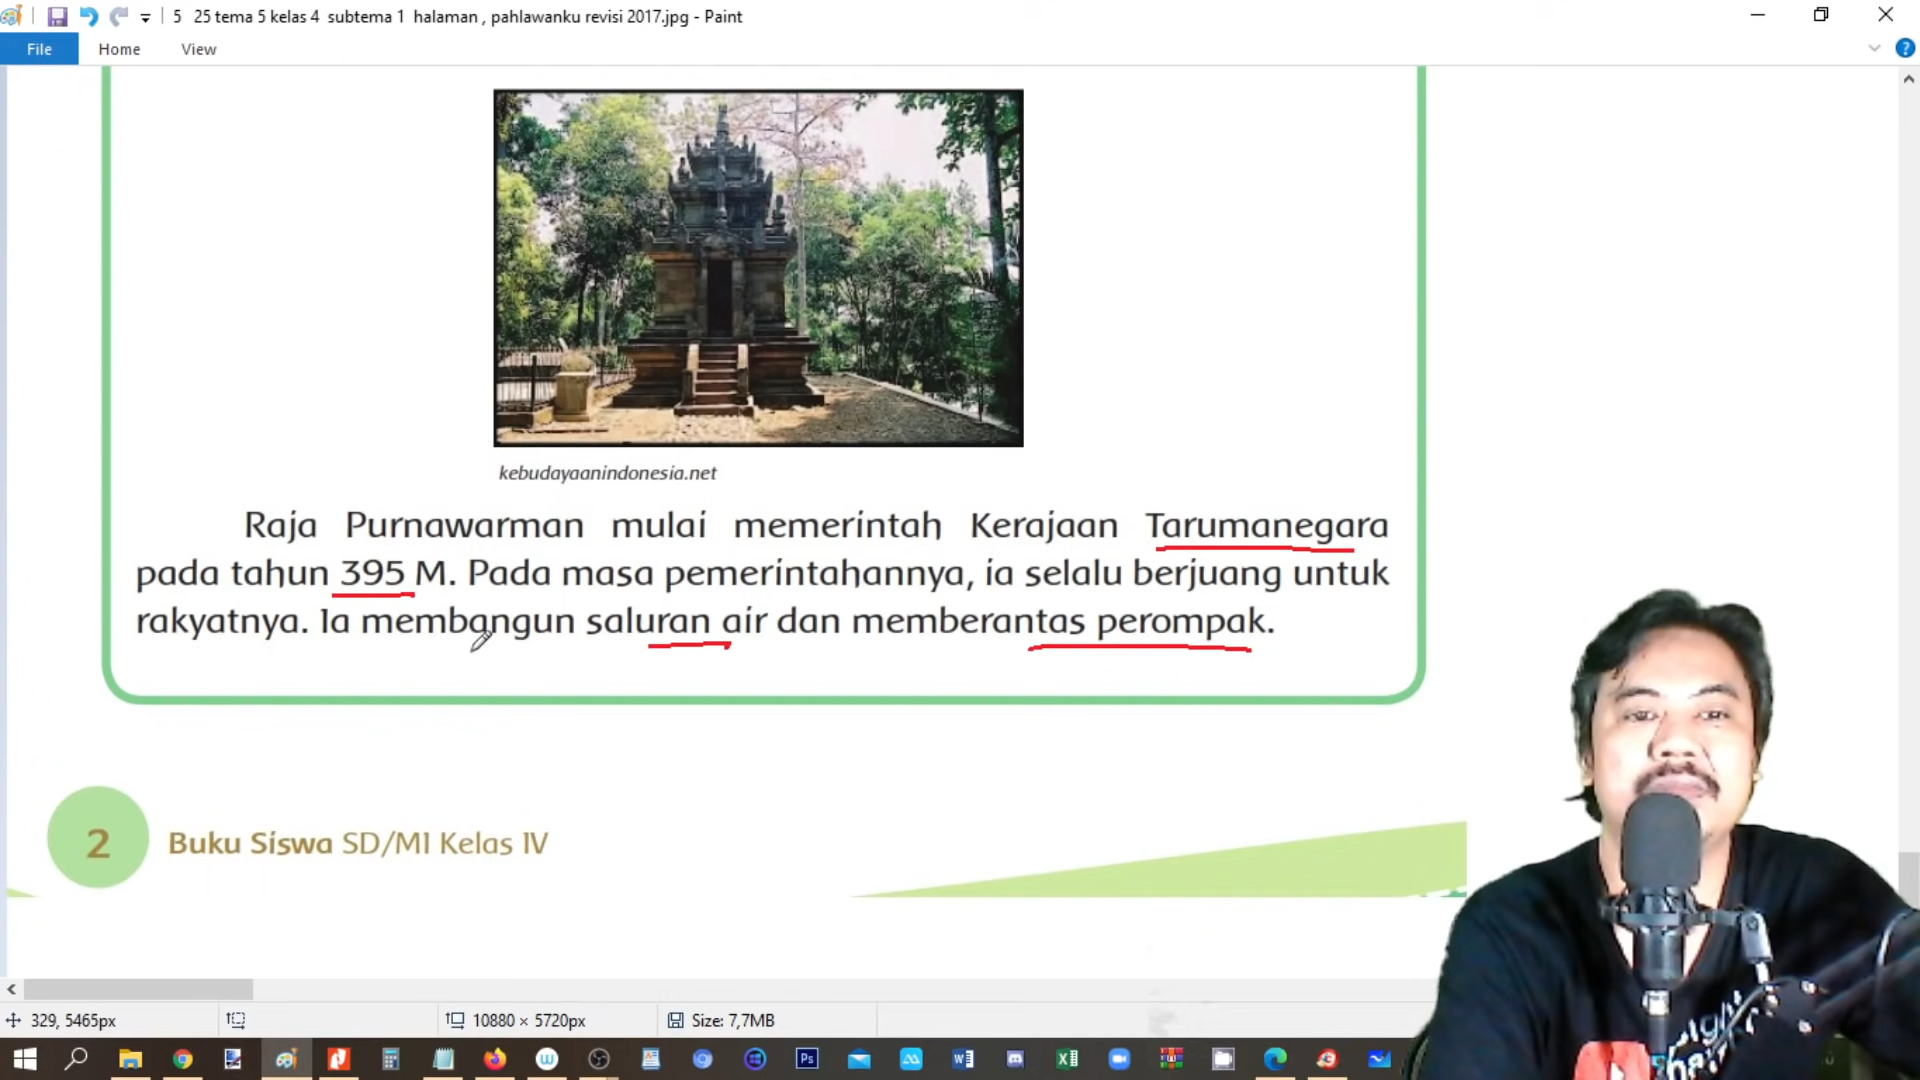 5 25 tema 5 kelas 4 subtema 1 halaman , pahlawanku revisi 2017.jpg - Paint
File Home View
kebudayaanindonesia.net
Raja Purnawarman mulai memerintah Kerajaan Tarumanegara
pada tahun 395 M. Pada masa pemerintahannya, ia selalu berjuang untuk
rakyatnya. Ia membangun saluran air dan memberantas perompak.
2 Buku Siswa SD/MI Kelas IV
329, 5465px 10880 × 5720px Size: 7,7MB
Ps